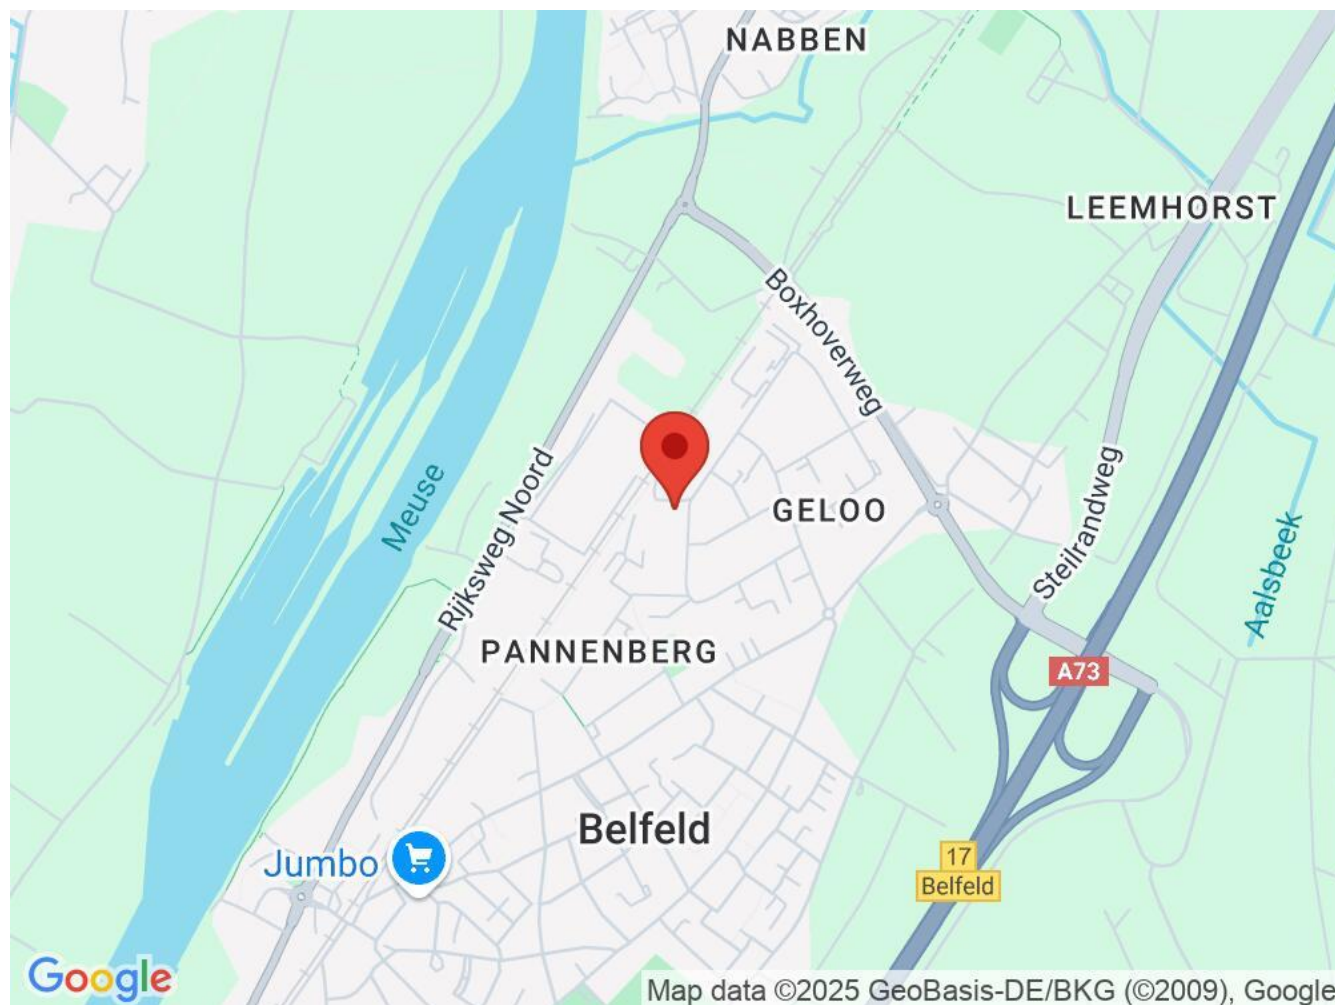 NABBEN
LEEMHORST
Boxhoverweg
Meuse
Rijksweg Noord
GELOO
Steilrandweg
Aalsbeek
PANNENBERG
A73
Belfeld
Jumbo
17
Belfeld
Google
Map data ©2025 GeoBasis-DE/BKG (©2009), Google